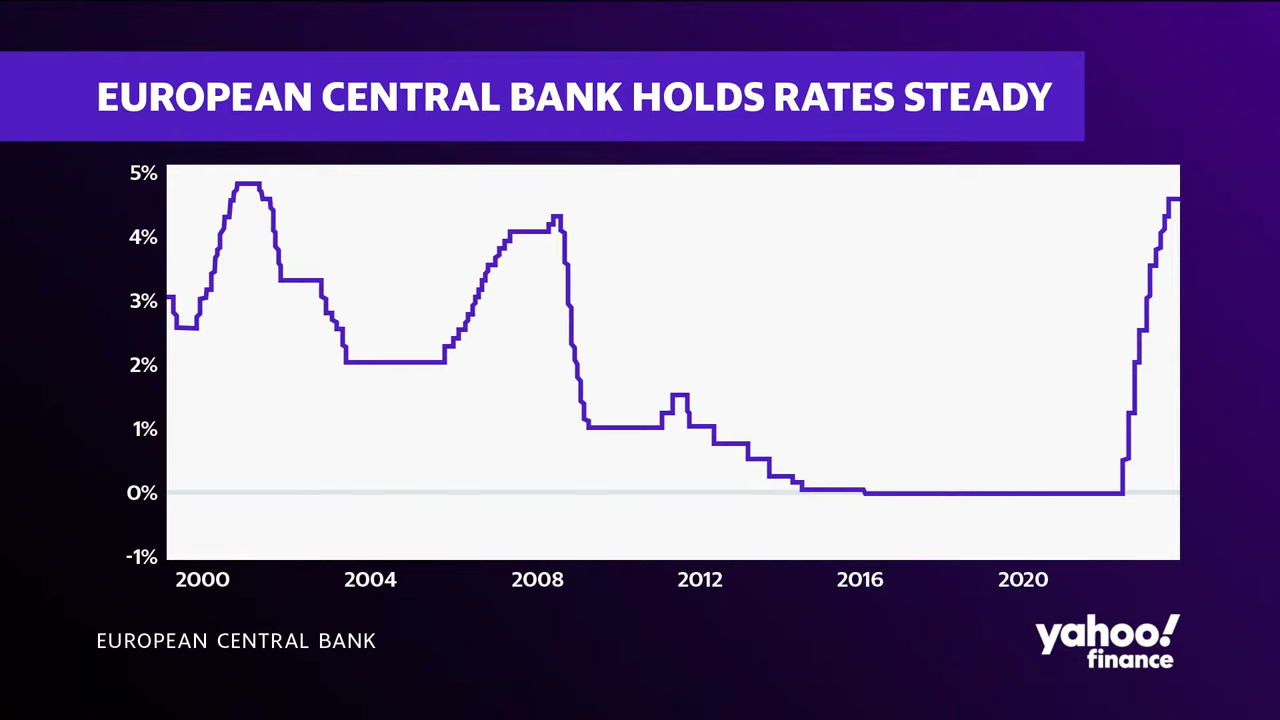 EUROPEAN CENTRAL BANK HOLDS RATES STEADY
5%
4%
3%
2%
1%
0%
-1%
2000 2004 2008 2012 2016 2020
EUROPEAN CENTRAL BANK
yahoo!
finance